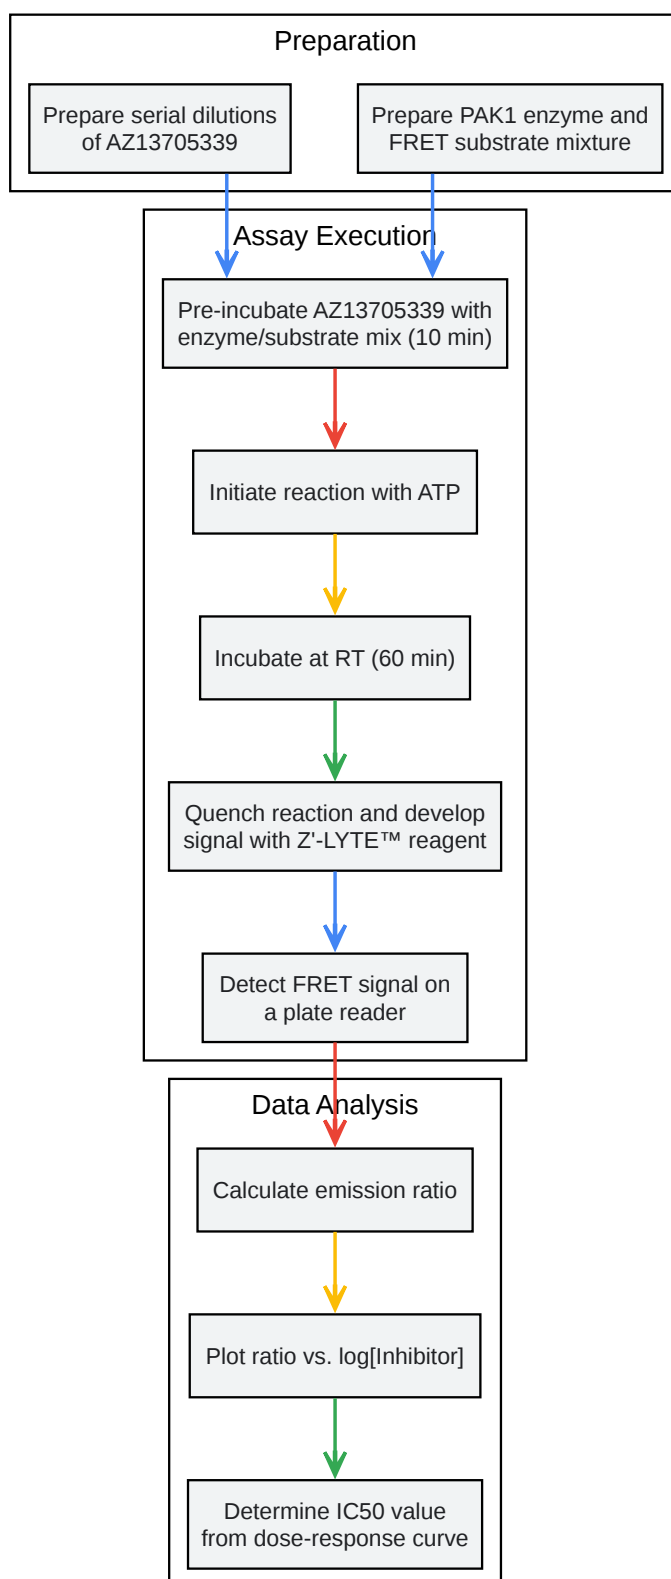 Preparation
Prepare serial dilutions
of AZ13705339
Prepare PAK1 enzyme and
FRET substrate mixture
Assay Execution
Pre-incubate AZ13705339 with
enzyme/substrate mix (10 min)
Initiate reaction with ATP
Incubate at RT (60 min)
Quench reaction and develop
signal with Z'-LYTE™ reagent
Detect FRET signal on
a plate reader
Data Analysis
Calculate emission ratio
Plot ratio vs. log[Inhibitor]
Determine IC50 value
from dose-response curve